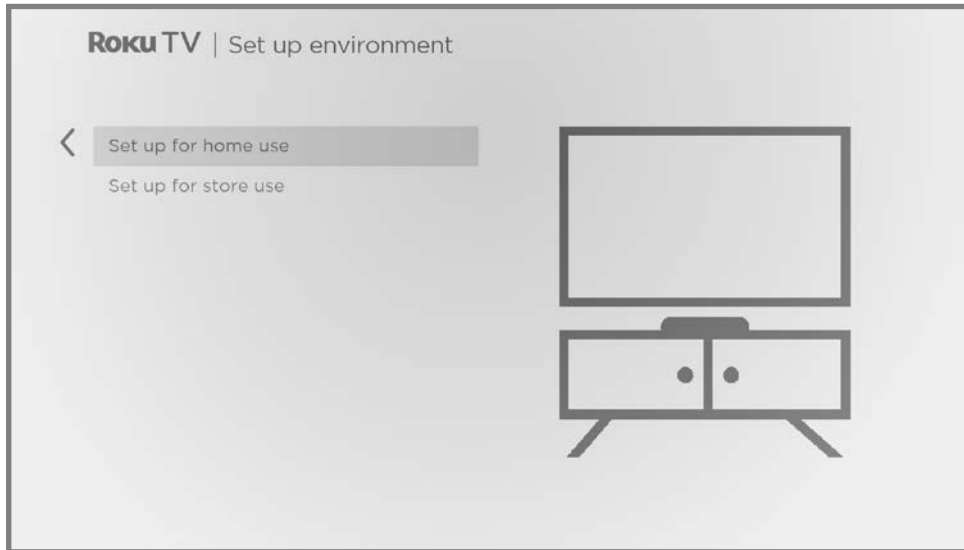 Roku TV | Set up environment
Set up for home use
Set up for store use